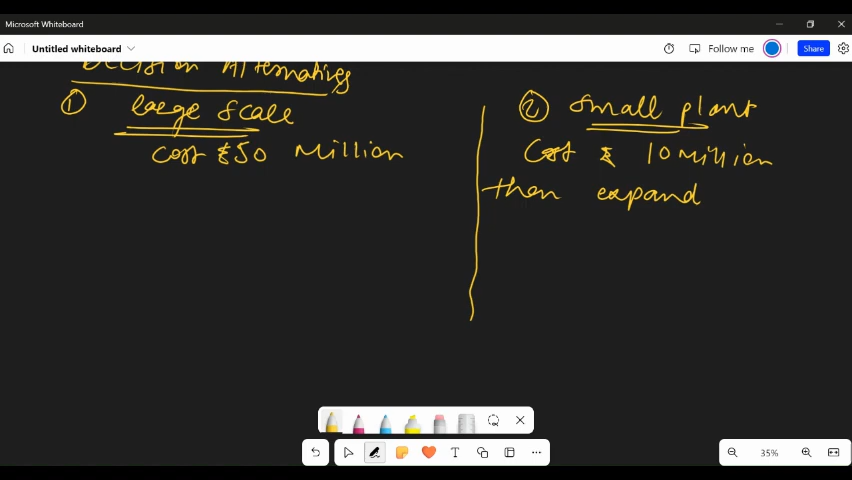 Microsoft Whiteboard
Untitled whiteboard
Follow me
Share
Decision Alternatives
① large scale
cost $50 Million
② small plant
Cost $ 10 Million
then expand
35%